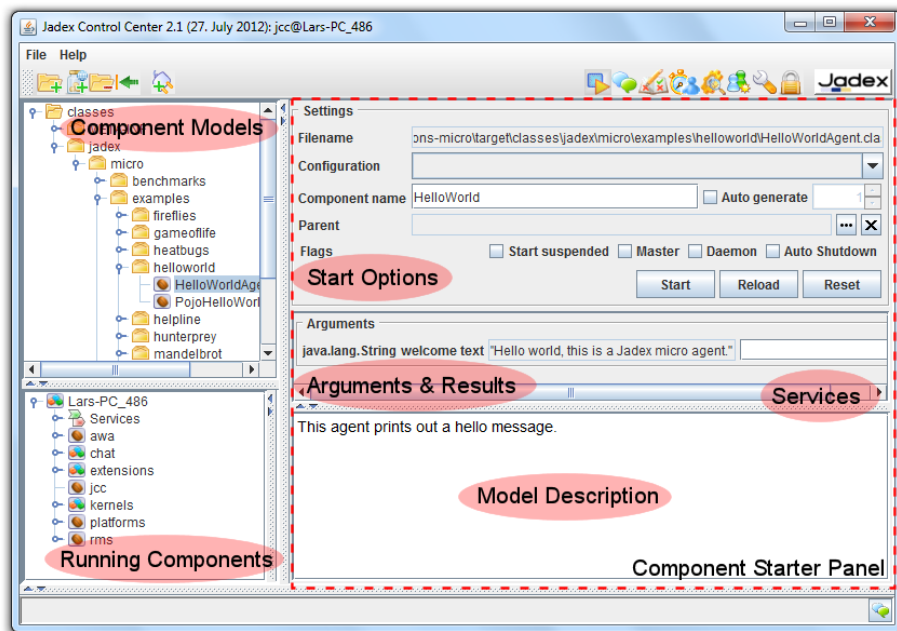 Jadex Control Center 2.1 (27. July 2012): jcc@Lars-PC_486
File Help
Jadex
classes
Component Models
jadex
micro
benchmarks
examples
fireflies
gameoflife
heatbugs
helloworld
HelloWorldAge
PojoHelloWorl
helpline
hunterprey
mandelbrot
Lars-PC_486
Services
awa
chat
extensions
jcc
kernels
platforms
rms
Running Components
Settings
Filename ons-micro\target\classes\jadex\micro\examples\helloworld\HelloWorldAgent.cla
Configuration
Component name HelloWorld Auto generate 1
Parent ...
Flags Start suspended Master Daemon Auto Shutdown
Start Options
Start Reload Reset
Arguments
java.lang.String welcome text "Hello world, this is a Jadex micro agent."
Arguments & Results
Services
This agent prints out a hello message.
Model Description
Component Starter Panel